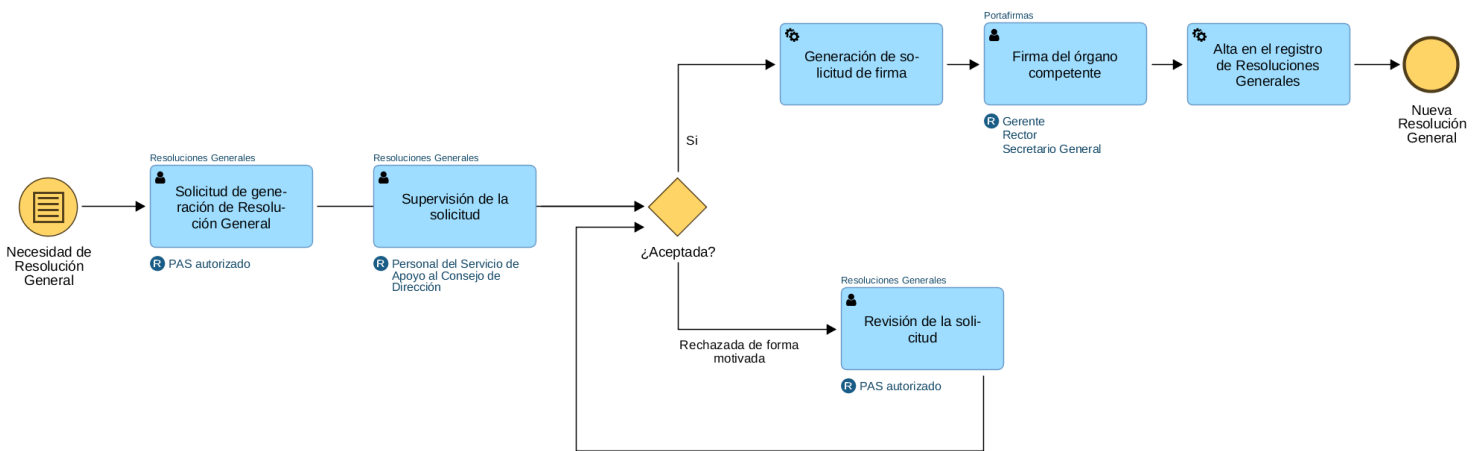 Portafirmas
Generación de so-
licitud de firma
Firma del órgano
competente
Alta en el registro
de Resoluciones
Generales
Nueva
Resolución
General
R Gerente
Rector
Secretario General
Si
Resoluciones Generales
Solicitud de gene-
ración de Resolu-
ción General
R PAS autorizado
Resoluciones Generales
Supervisión de la
solicitud
R Personal del Servicio de
Apoyo al Consejo de
Dirección
Necesidad de
Resolución
General
¿Aceptada?
Rechazada de forma
motivada
Resoluciones Generales
Revisión de la soli-
citud
R PAS autorizado